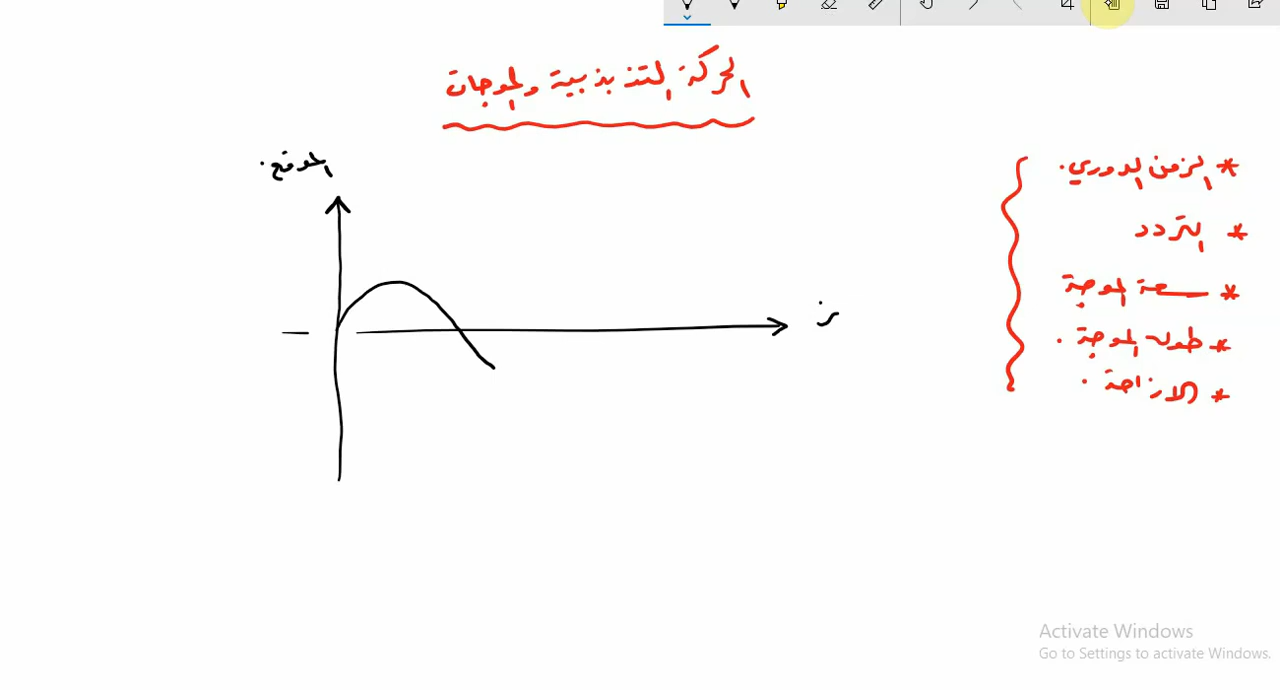 الحركة التذبذبية والموجات
الموقع.
ز
* الزمن الدوري.
* التردد
* سعة الموجة
* طول الموجة.
* الازاحة.
Activate Windows
Go to Settings to activate Windows.